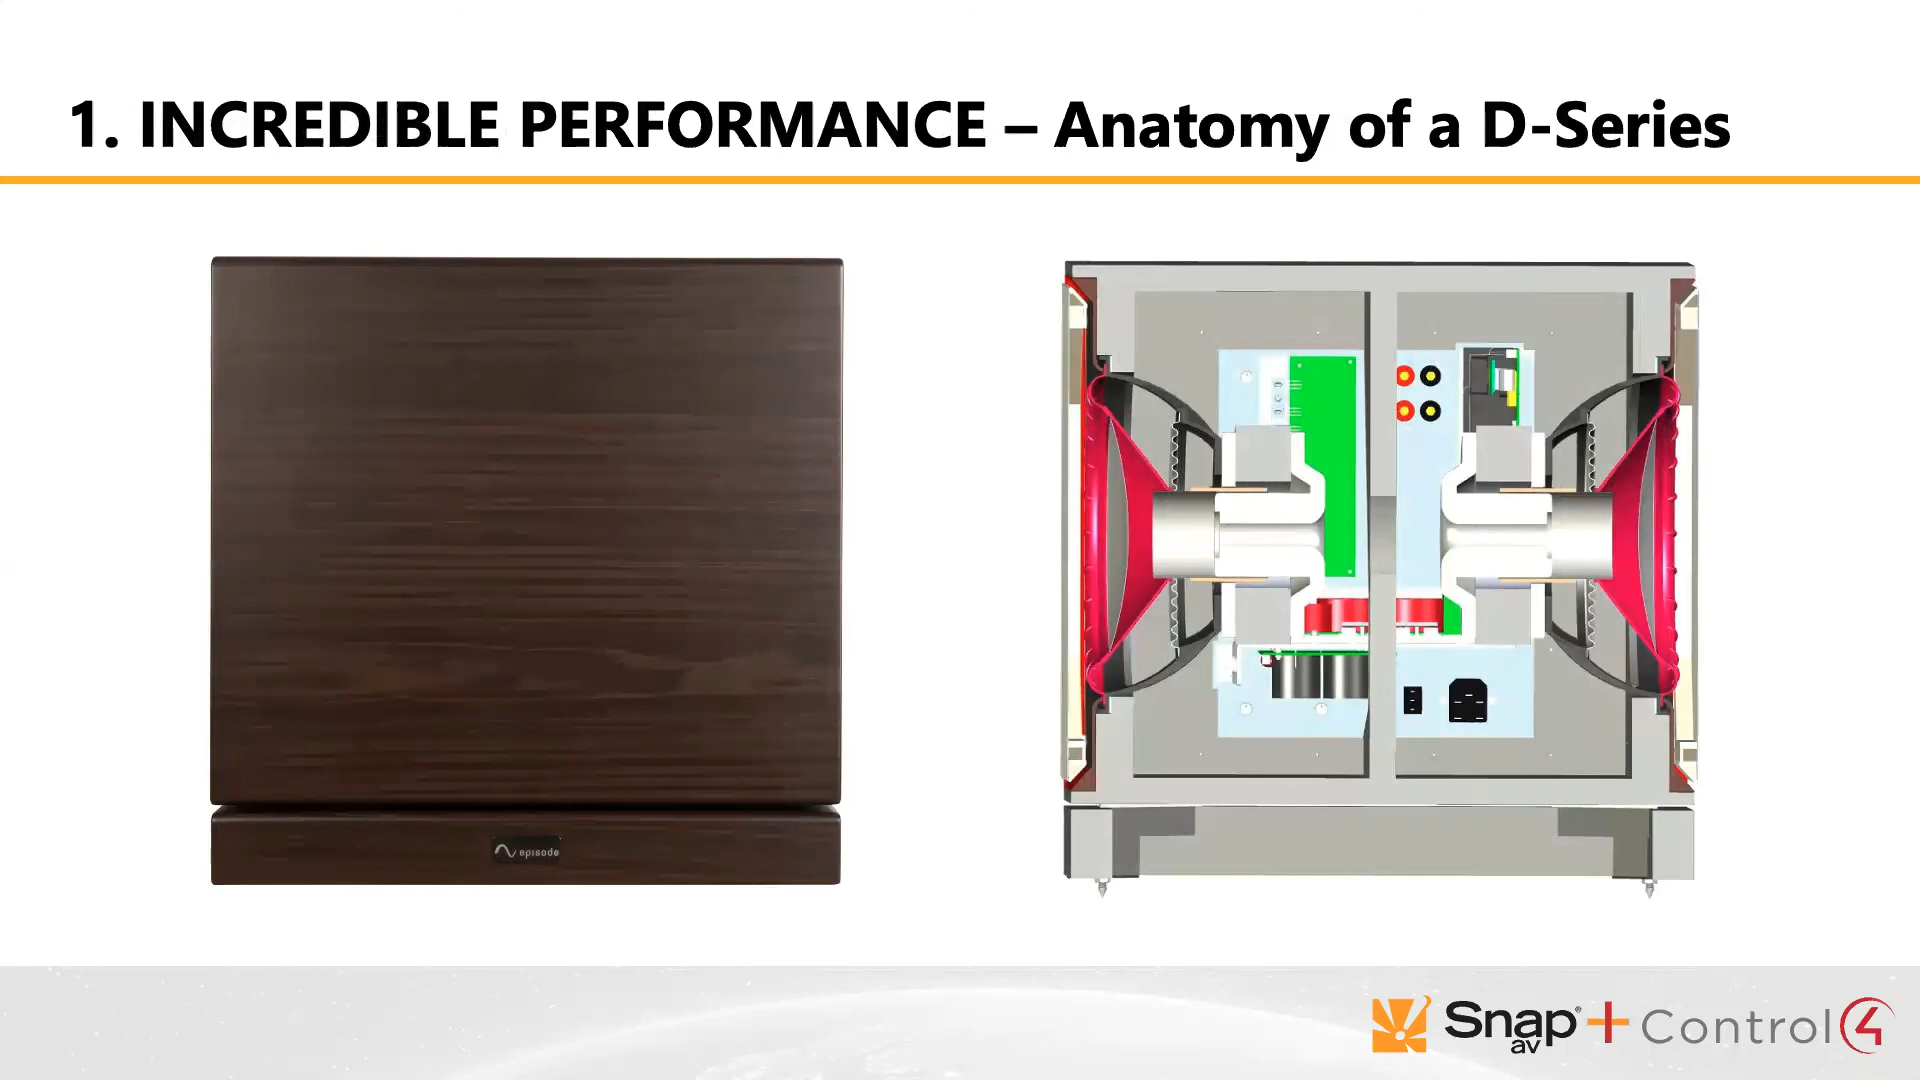 1. INCREDIBLE PERFORMANCE – Anatomy of a D-Series
episode
Snap® + Control4
av